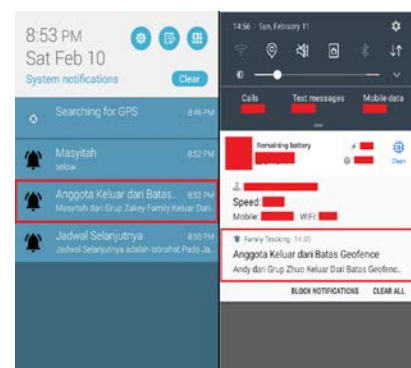 8:53 PM
Sat Feb 10
System notifications
Clear
Searching for GPS 8:46 PM
Masyitah 8:52 PM
Anggota Keluar dari Batas. 8:52 PM
Masyitah dari Grup Zakey Family Keluar Dari
Jadwal Selanjutnya 8:50 PM
Jadwal Selanjutnya adalah Istirahat Pada Ja..
14:56 Sun, February 11
Calls Text messages Mobile data
Remaining battery
Clean
Speed:
Mobile: WiFi:
Family Tracking 14:55
Anggota Keluar dari Batas Geofence
Andy dari Grup Zhuo Keluar Dari Batas Geofenc..
BLOCK NOTIFICATIONS CLEAR ALL